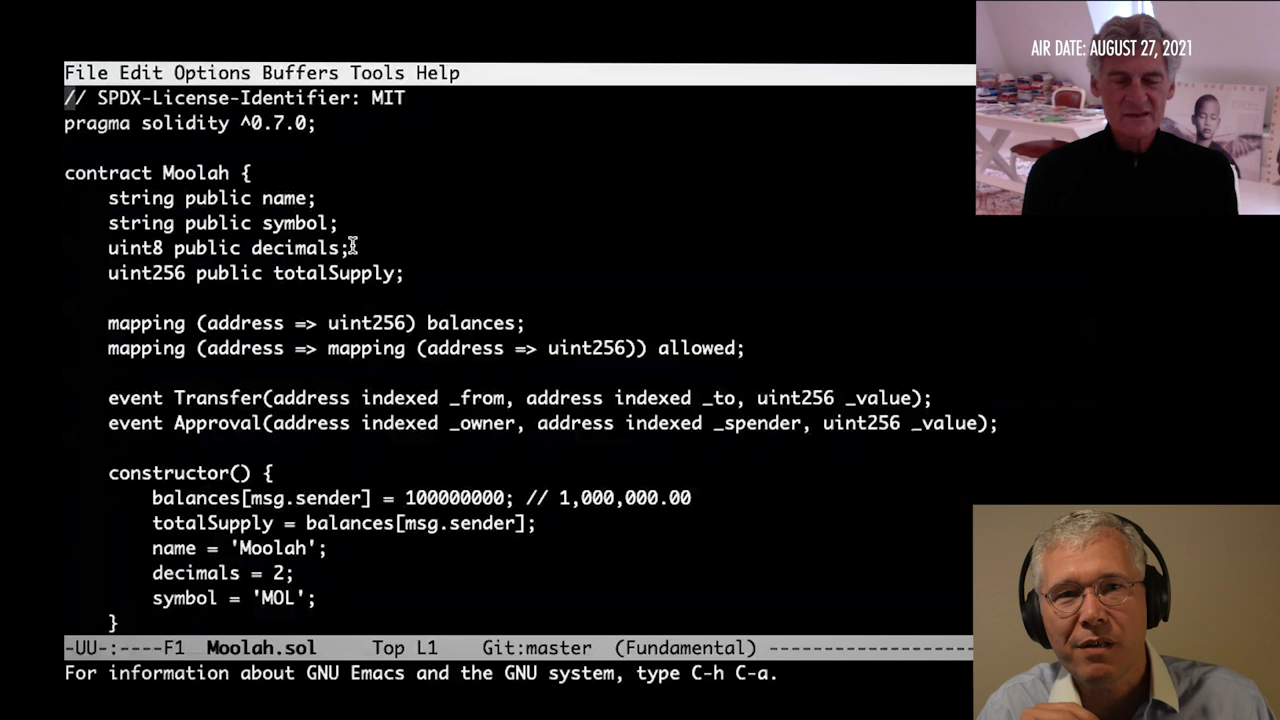 AIR DATE: AUGUST 27, 2021
File Edit Options Buffers Tools Help
// SPDX-License-Identifier: MIT
pragma solidity ^0.7.0;
contract Moolah {
string public name;
string public symbol;
uint8 public decimals;
uint256 public totalSupply;
mapping (address => uint256) balances;
mapping (address => mapping (address => uint256)) allowed;
event Transfer(address indexed _from, address indexed _to, uint256 _value);
event Approval(address indexed _owner, address indexed _spender, uint256 _value);
constructor() {
balances[msg.sender] = 100000000; // 1,000,000.00
totalSupply = balances[msg.sender];
name = 'Moolah';
decimals = 2;
symbol = 'MOL';
}
-UU-:----F1 Moolah.sol Top L1 Git:master (Fundamental) -------------------
For information about GNU Emacs and the GNU system, type C-h C-a.